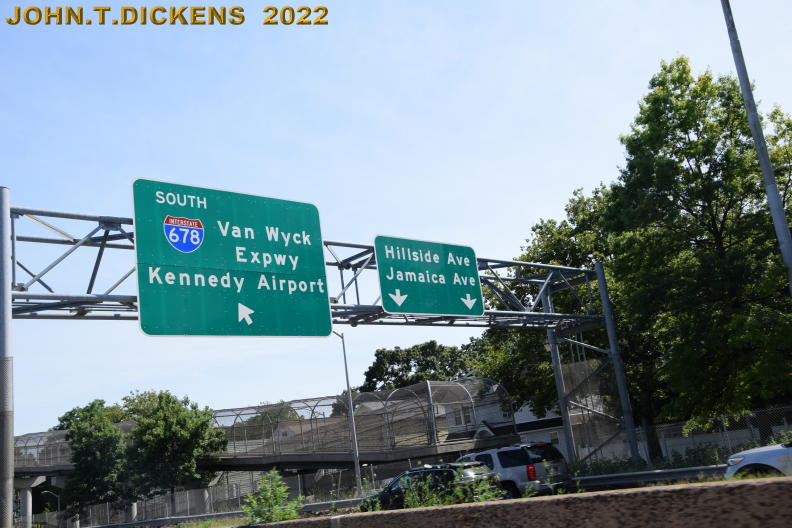 JOHN.T.DICKENS 2022
SOUTH
INTERSTATE
678
Van Wyck
Expwy
Kennedy Airport
Hillside Ave
Jamaica Ave